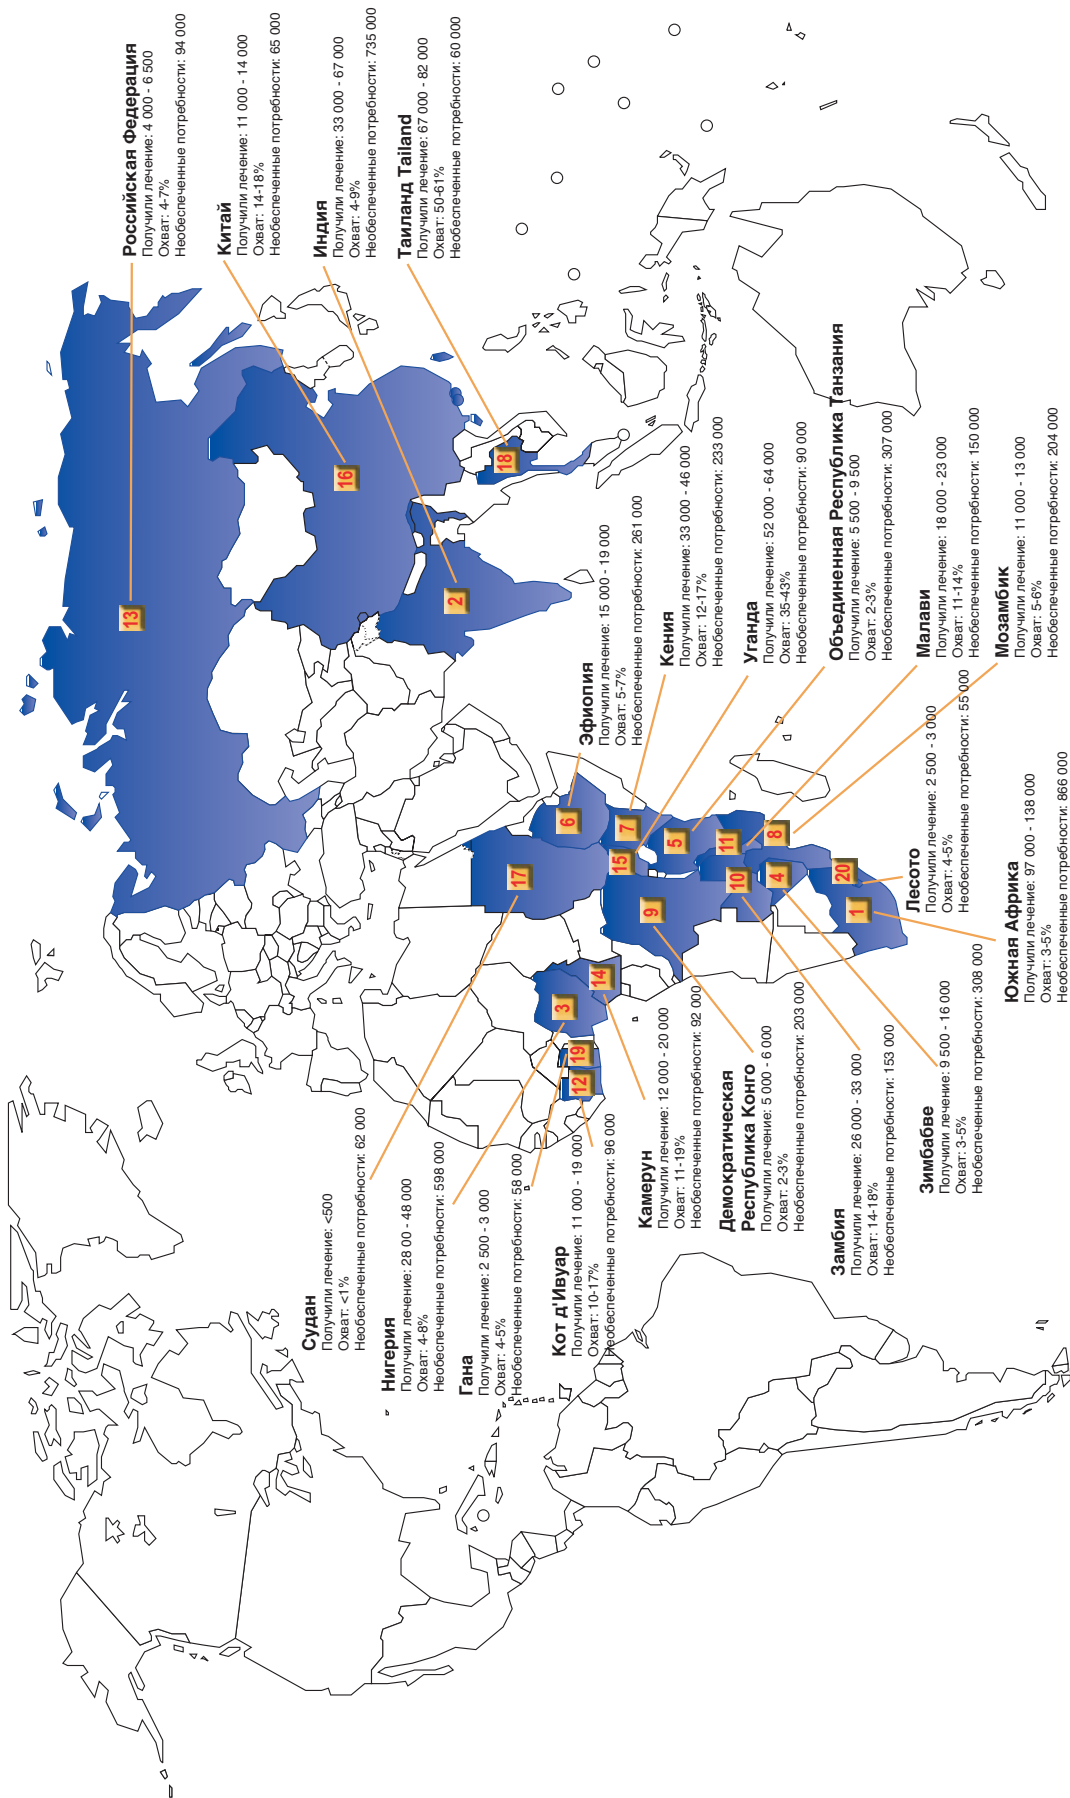 Российская Федерация
Получили лечение: 4 000 - 6 500
Охват: 4-7%
Необеспеченные потребности: 94 000
Китай
Получили лечение: 11 000 - 14 000
Охват: 14-18%
Необеспеченные потребности: 65 000
Индия
Получили лечение: 33 000 - 67 000
Охват: 4-9%
Необеспеченные потребности: 735 000
Таиланд Tailand
Получили лечение: 67 000 - 82 000
Охват: 50-61%
Необеспеченные потребности: 60 000
Эфиопия
Получили лечение: 15 000 - 19 000
Охват: 5-7%
Необеспеченные потребности: 261 000
Кения
Получили лечение: 33 000 - 46 000
Охват: 12-17%
Необеспеченные потребности: 233 000
Уганда
Получили лечение: 52 000 - 64 000
Охват: 35-43%
Необеспеченные потребности: 90 000
Объединенная Республика Танзания
Получили лечение: 5 500 - 9 500
Охват: 2-3%
Необеспеченные потребности: 307 000
Малави
Получили лечение: 18 000 - 23 000
Охват: 11-14%
Необеспеченные потребности: 150 000
Мозамбик
Получили лечение: 11 000 - 13 000
Охват: 5-6%
Необеспеченные потребности: 204 000
Лесото
Получили лечение: 2 500 - 3 000
Охват: 4-5%
Необеспеченные потребности: 55 000
Южная Африка
Получили лечение: 97 000 - 138 000
Охват: 3-5%
Необеспеченные потребности: 866 000
Судан
Получили лечение: <500
Охват: <1%
Необеспеченные потребности: 62 000
Нигерия
Получили лечение: 28 00 - 48 000
Охват: 4-8%
Необеспеченные потребности: 598 000
Гана
Получили лечение: 2 500 - 3 000
Охват: 4-5%
Необеспеченные потребности: 58 000
Кот д'Ивуар
Получили лечение: 11 000 - 19 000
Охват: 10-17%
Необеспеченные потребности: 96 000
Камерун
Получили лечение: 12 000 - 20 000
Охват: 11-19%
Необеспеченные потребности: 92 000
Демократическая
Республика Конго
Получили лечение: 5 000 - 6 000
Охват: 2-3%
Необеспеченные потребности: 203 000
Замбия
Получили лечение: 26 000 - 33 000
Охват: 14-18%
Необеспеченные потребности: 153 000
Зимбабве
Получили лечение: 9 500 - 16 000
Охват: 3-5%
Необеспеченные потребности: 308 000
13
16
2
18
6
7
15
5
11
8
10
4
20
1
17
9
14
3
19
12